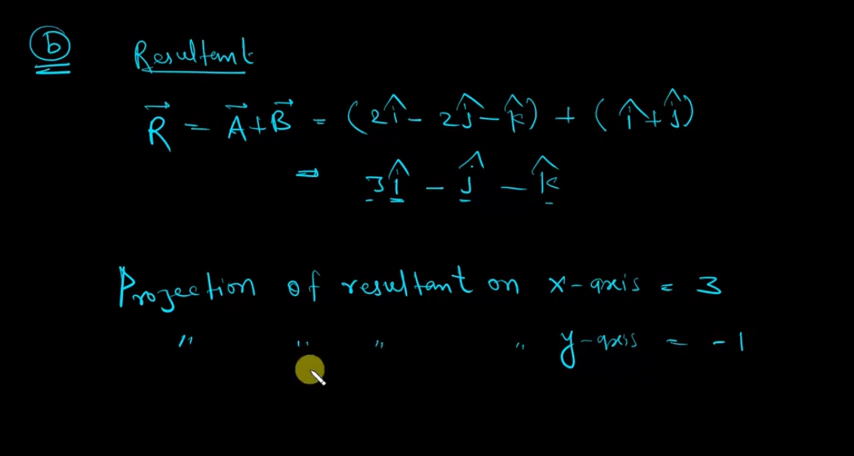 (b) Resultant
R⃗ = A⃗ + B⃗ = (2î - 2ĵ - k̂) + (î + ĵ)
= 3î - ĵ - k̂
Projection of resultant on x-axis = 3
" " " " y-axis = -1